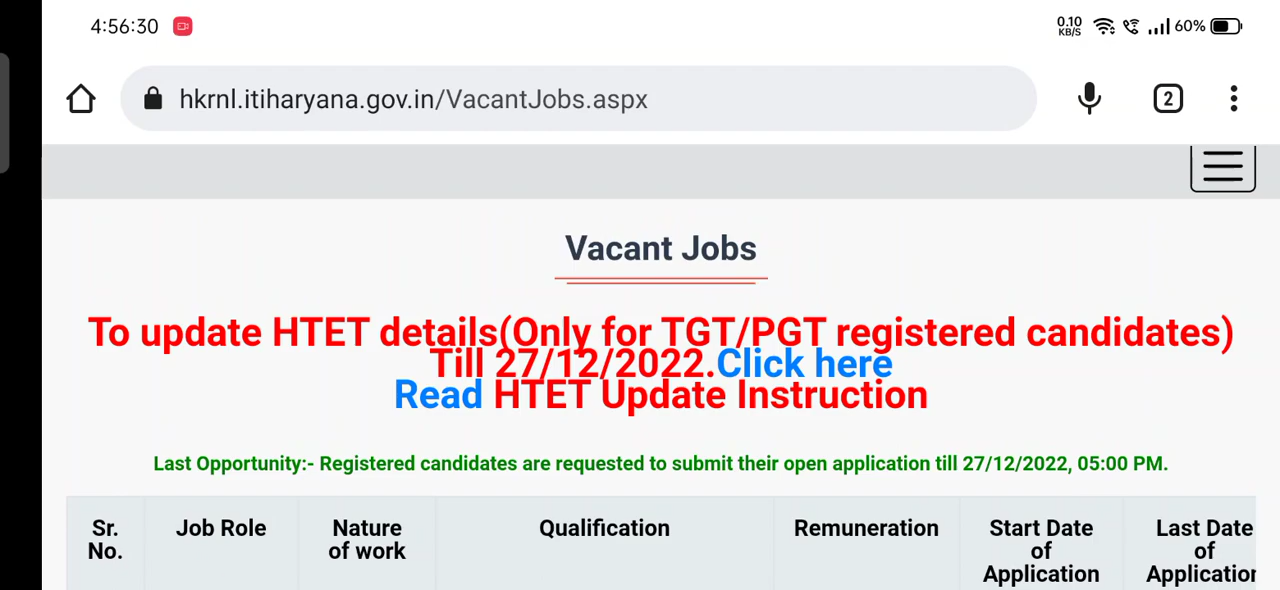 4:56:30 0.10 KB/S 60%
hkrnl.itiharyana.gov.in/VacantJobs.aspx 2
Vacant Jobs
To update HTET details(Only for TGT/PGT registered candidates)
Till 27/12/2022.Click here
Read HTET Update Instruction
Last Opportunity:- Registered candidates are requested to submit their open application till 27/12/2022, 05:00 PM.
Sr. No.
Job Role
Nature of work
Qualification
Remuneration
Start Date of Application
Last Date of Application